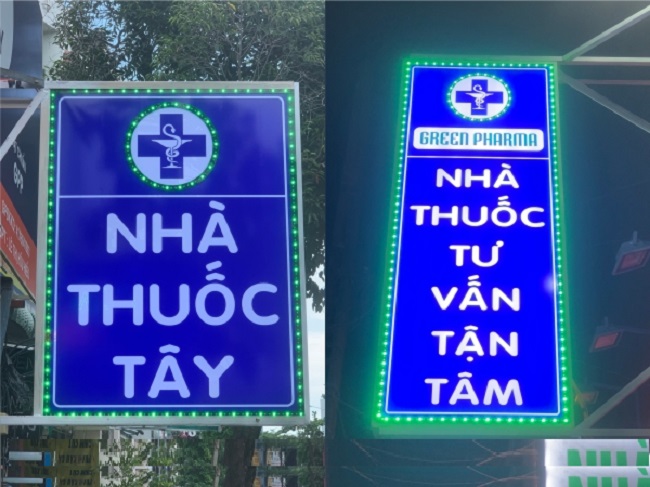 NHÀ
THUỐC
TÂY
GREEN PHARMA
NHÀ
THUỐC
TƯ
VẤN
TẬN
TÂM